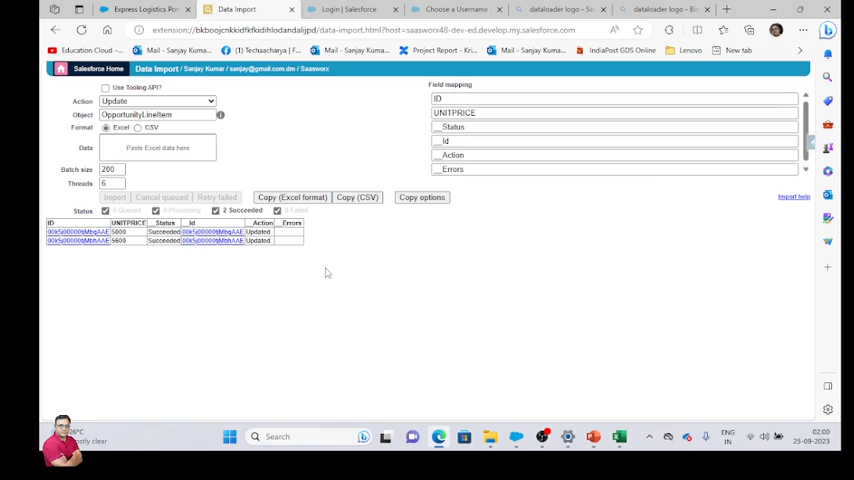 Express Logistics Por
Data Import
Login | Salesforce
Choose a Username
dataloader logo - Se
dataloader logo - Bi
extension://bkboojcnkkidfkfkidihlodandalijpd/data-import.html?host=saasworx48-dev-ed.develop.my.salesforce.com
Education Cloud
Mail - Sanjay Kumar
(1) Techaacharya | F
Mail - Sanjay Kuma
Project Report - Kri
IndiaPost GDS Online
Mail - Sanjay Kuma
Lenovo
New tab
Salesforce Home
Data Import / Sanjay Kumar / sanjay@gmail.com.dm / Saasworx
Use Tooling API?
Field mapping
Action Update
ID
Object OpportunityLineItem
UNITPRICE
Format Excel CSV
__Status
Data Paste Excel data here
__Id
__Action
Batch size 200
__Errors
Threads 6
Import Cancel queued Retry failed Copy (Excel format) Copy (CSV) Copy options
Import help
Status 0 Queued 0 Processing 2 Succeeded 0 Failed
ID UNITPRICE __Status __Id __Action __Errors
5000 Succeeded Updated
5600 Succeeded Updated
26°C
Search
ENG
IN
02:00
25-09-2023